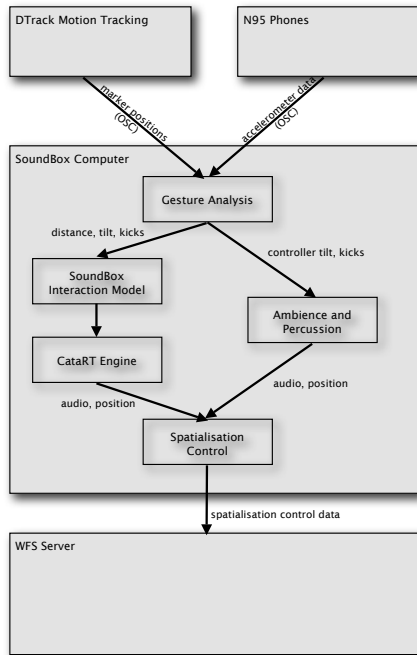 DTrack Motion Tracking
N95 Phones
marker positions
(OSC)
accelerometer data
(OSC)
SoundBox Computer
Gesture Analysis
distance, tilt, kicks
controller tilt, kicks
SoundBox
Interaction Model
Ambience and
Percussion
CataRT Engine
audio, position
audio, position
Spatialisation
Control
spatialisation control data
WFS Server